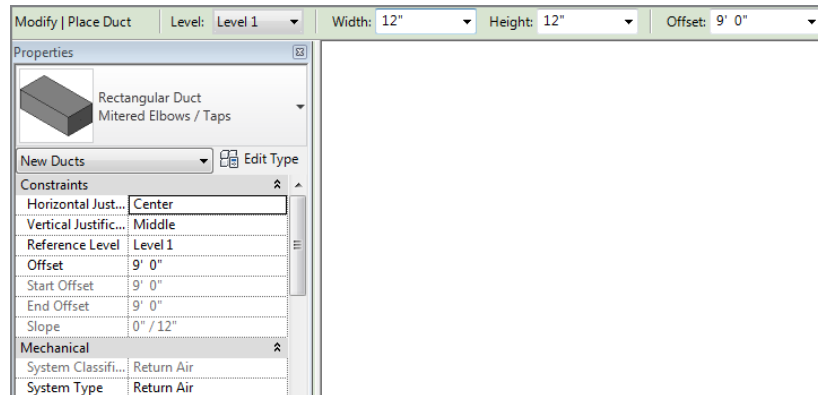 Modify | Place Duct Level: Level 1 Width: 12" Height: 12" Offset: 9' 0"
Properties
Rectangular Duct
Mitered Elbows / Taps
New Ducts Edit Type
Constraints
Horizontal Just... Center
Vertical Justific... Middle
Reference Level Level 1
Offset 9' 0"
Start Offset 9' 0"
End Offset 9' 0"
Slope 0" / 12"
Mechanical
System Classifi... Return Air
System Type Return Air